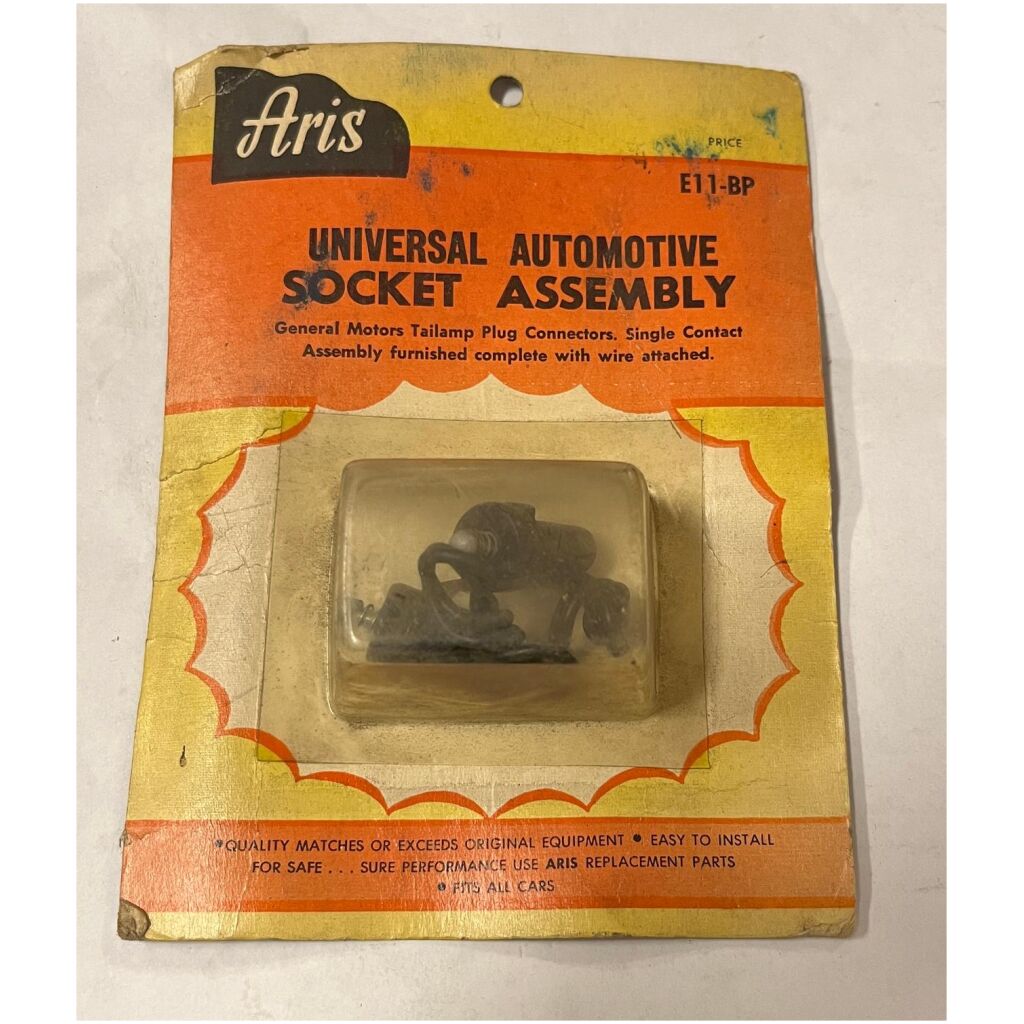 Aris
PRICE
E11-BP
UNIVERSAL AUTOMOTIVE
SOCKET ASSEMBLY
General Motors Tailamp Plug Connectors. Single Contact
Assembly furnished complete with wire attached.
• QUALITY MATCHES OR EXCEEDS ORIGINAL EQUIPMENT • EASY TO INSTALL
FOR SAFE . . . SURE PERFORMANCE USE ARIS REPLACEMENT PARTS
• FITS ALL CARS